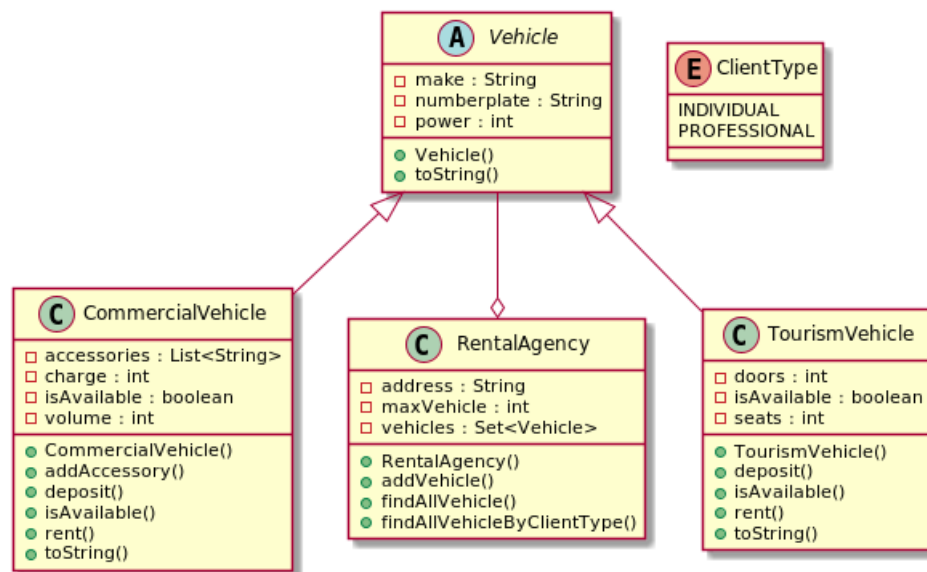 A Vehicle
make : String
numberplate : String
power : int
Vehicle()
toString()
E ClientType
INDIVIDUAL
PROFESSIONAL
C CommercialVehicle
accessories : List<String>
charge : int
isAvailable : boolean
volume : int
CommercialVehicle()
addAccessory()
deposit()
isAvailable()
rent()
toString()
C RentalAgency
address : String
maxVehicle : int
vehicles : Set<Vehicle>
RentalAgency()
addVehicle()
findAllVehicle()
findAllVehicleByClientType()
C TourismVehicle
doors : int
isAvailable : boolean
seats : int
TourismVehicle()
deposit()
isAvailable()
rent()
toString()